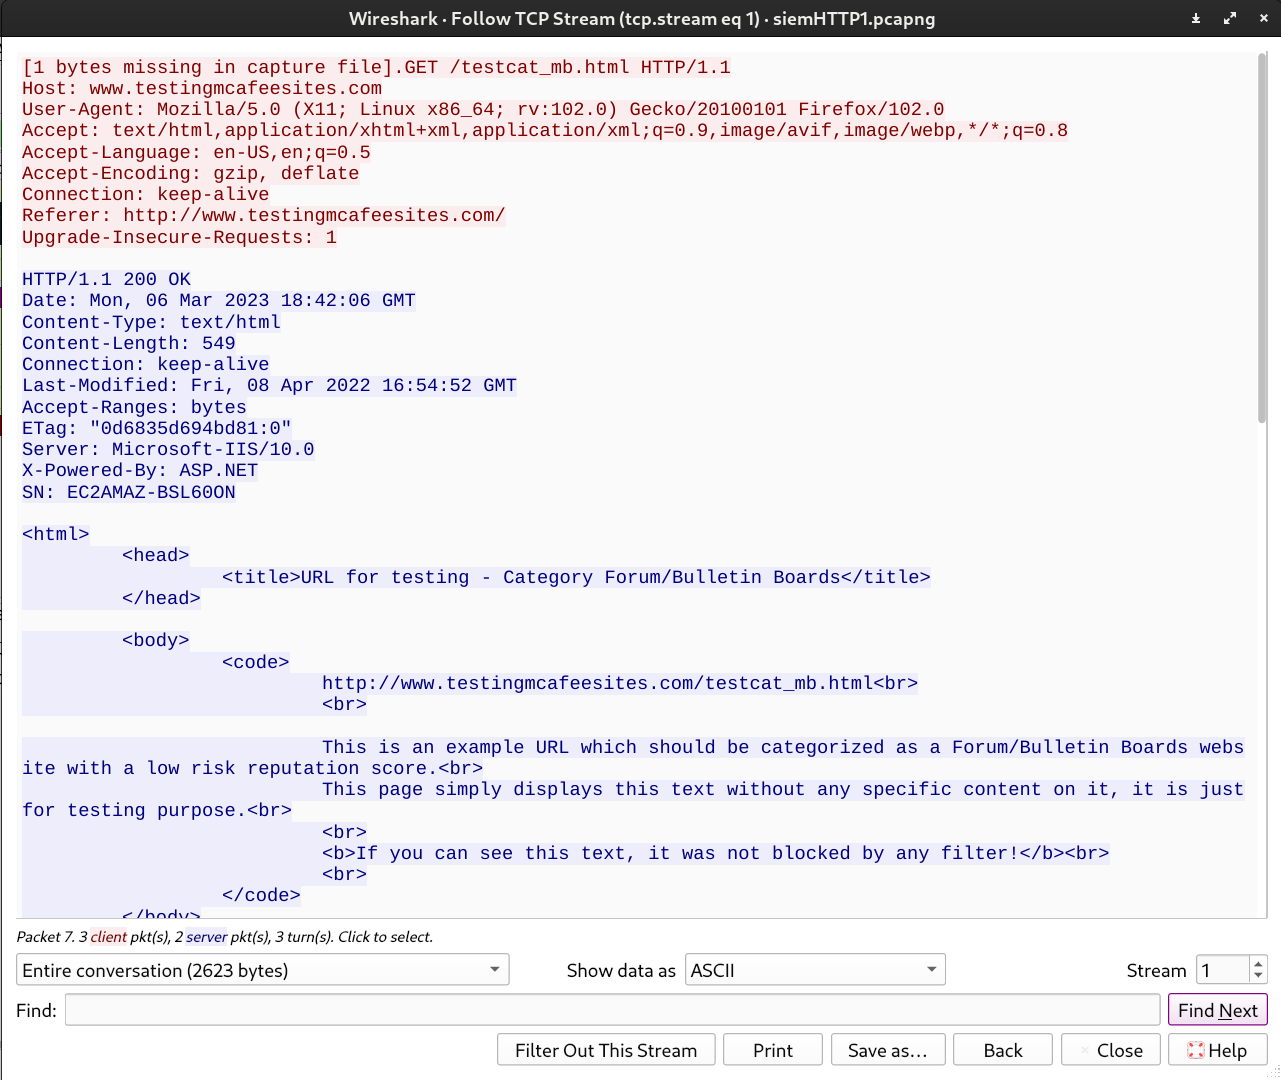 Wireshark · Follow TCP Stream (tcp.stream eq 1) · siemHTTP1.pcapng
[1 bytes missing in capture file].GET /testcat_mb.html HTTP/1.1
Host: www.testingmcafeesites.com
User-Agent: Mozilla/5.0 (X11; Linux x86_64; rv:102.0) Gecko/20100101 Firefox/102.0
Accept: text/html,application/xhtml+xml,application/xml;q=0.9,image/avif,image/webp,*/*;q=0.8
Accept-Language: en-US,en;q=0.5
Accept-Encoding: gzip, deflate
Connection: keep-alive
Referer: http://www.testingmcafeesites.com/
Upgrade-Insecure-Requests: 1
HTTP/1.1 200 OK
Date: Mon, 06 Mar 2023 18:42:06 GMT
Content-Type: text/html
Content-Length: 549
Connection: keep-alive
Last-Modified: Fri, 08 Apr 2022 16:54:52 GMT
Accept-Ranges: bytes
ETag: "0d6835d694bd81:0"
Server: Microsoft-IIS/10.0
X-Powered-By: ASP.NET
SN: EC2AMAZ-BSL60ON
<html>
<head>
<title>URL for testing - Category Forum/Bulletin Boards</title>
</head>
<body>
<code>
http://www.testingmcafeesites.com/testcat_mb.html<br>
<br>
This is an example URL which should be categorized as a Forum/Bulletin Boards webs
ite with a low risk reputation score.<br>
This page simply displays this text without any specific content on it, it is just
for testing purpose.<br>
<br>
<b>If you can see this text, it was not blocked by any filter!</b><br>
<br>
</code>
</body>
Packet 7. 3 client pkt(s), 2 server pkt(s), 3 turn(s). Click to select.
Entire conversation (2623 bytes) Show data as ASCII Stream 1
Find: Find Next
Filter Out This Stream Print Save as... Back Close Help